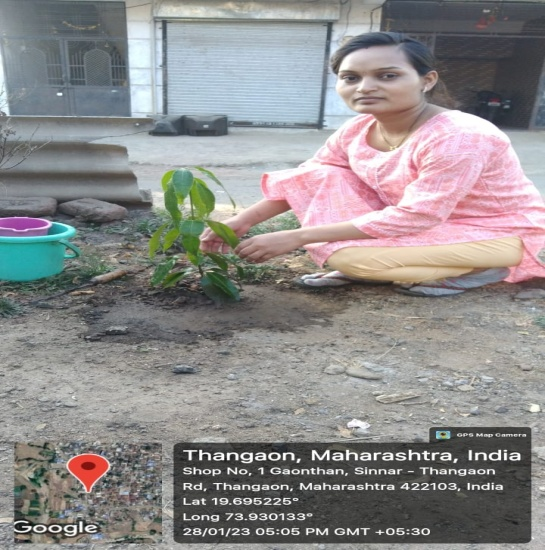 GPS Map Camera
Thangaon, Maharashtra, India
Shop No, 1 Gaonthan, Sinnar - Thangaon
Rd, Thangaon, Maharashtra 422103, India
Lat 19.695225°
Long 73.930133°
28/01/23 05:05 PM GMT +05:30
Google